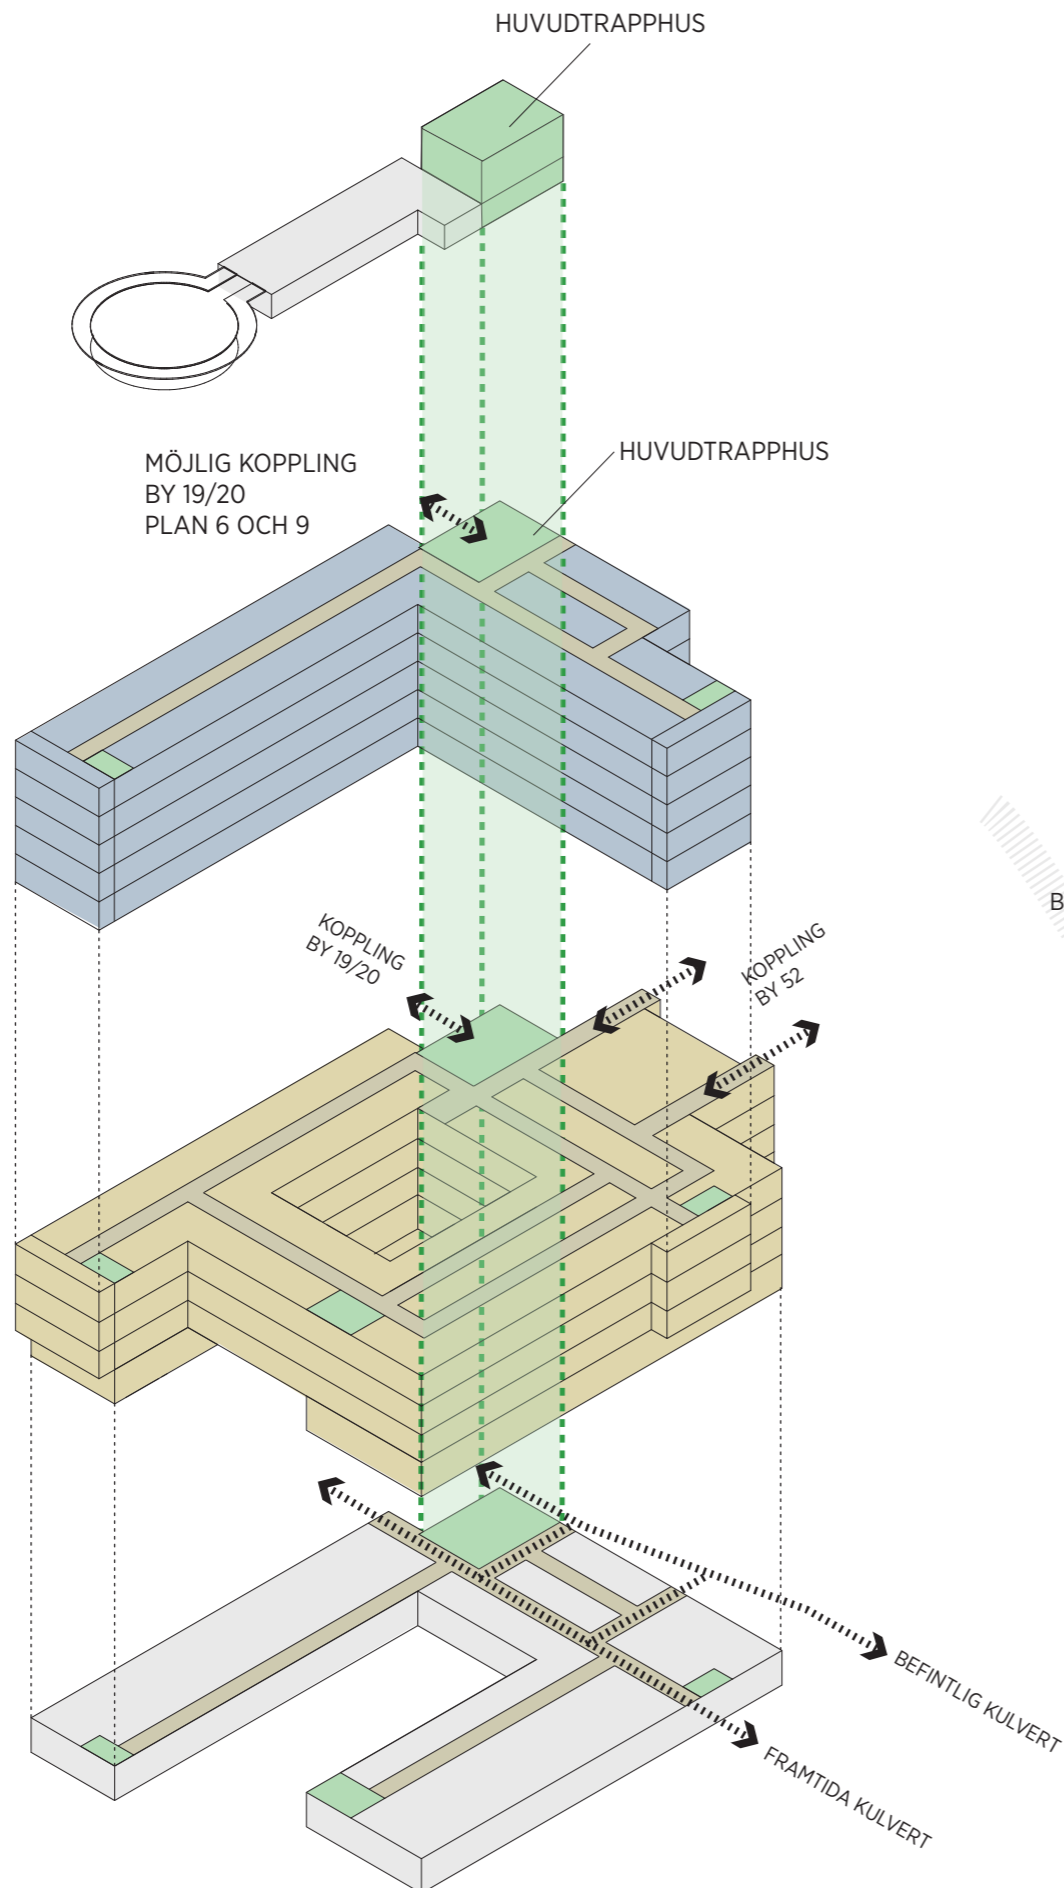 HUVUDTRAPPHUS
HUVUDTRAPPHUS
MÖJLIG KOPPLING
BY 19/20
PLAN 6 OCH 9
KOPPLING
BY 19/20
KOPPLING
BY 52
B
BEFINTLIG KULVERT
FRAMTIDA KULVERT